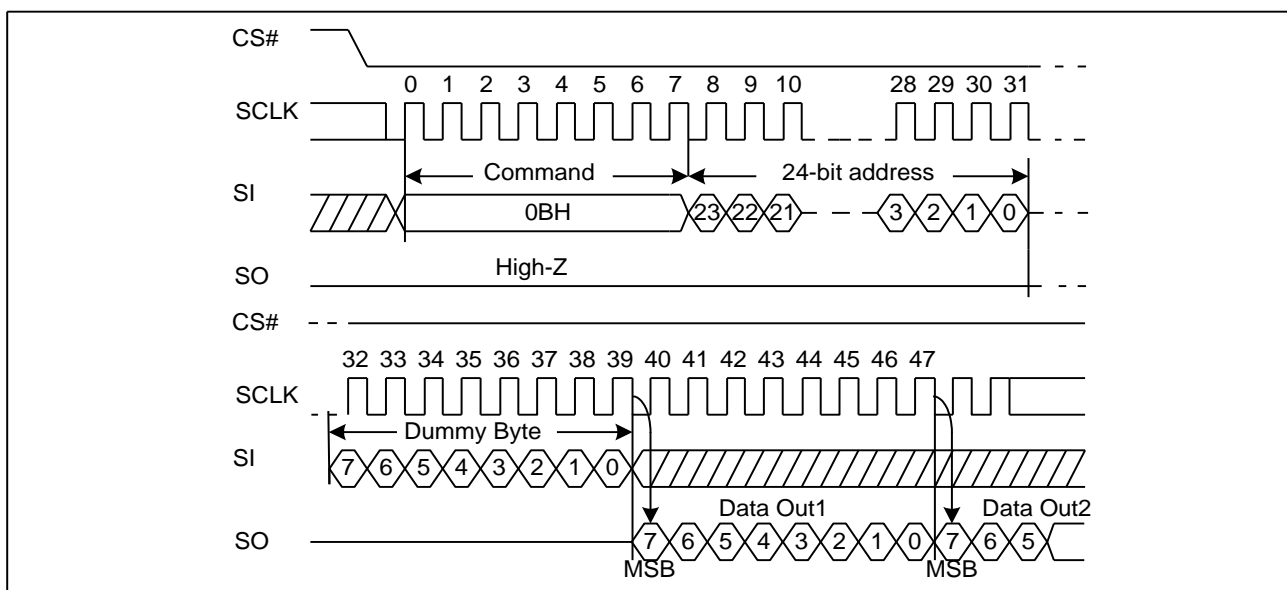 CS#
0 1 2 3 4 5 6 7 8 9 10 28 29 30 31
SCLK
Command 24-bit address
SI
0BH 23 22 21 3 2 1 0
High-Z
SO
CS#
32 33 34 35 36 37 38 39 40 41 42 43 44 45 46 47
SCLK
Dummy Byte
SI
7 6 5 4 3 2 1 0
Data Out1 Data Out2
SO
7 6 5 4 3 2 1 0 7 6 5
MSB MSB